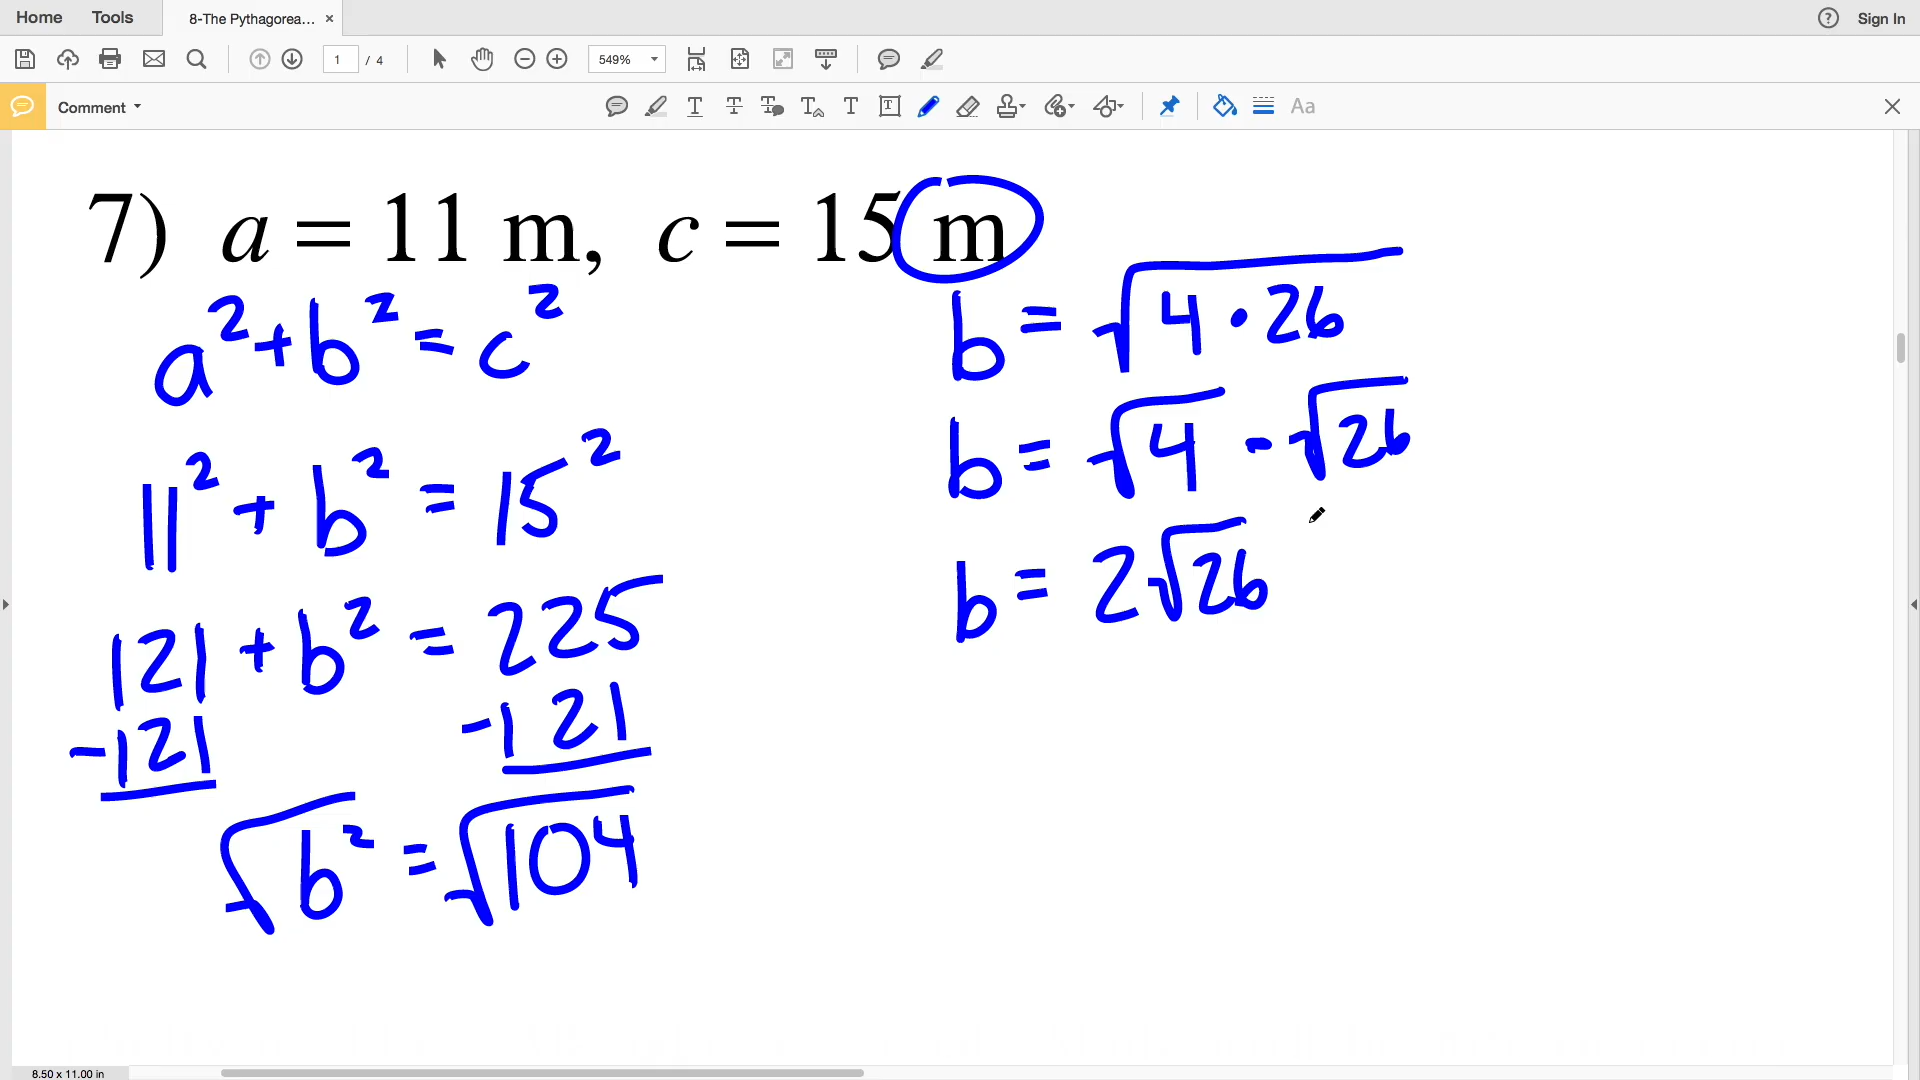 Home Tools 8-The Pythagorea... × ? Sign In
1 / 4 549%
Comment Aa
7) a = 11 m, c = 15 m
a² + b² = c²
11² + b² = 15²
121 + b² = 225
-121 -121
√b² = √104
b = √4 • 26
b = √4 - √26
b = 2√26
8.50 x 11.00 in